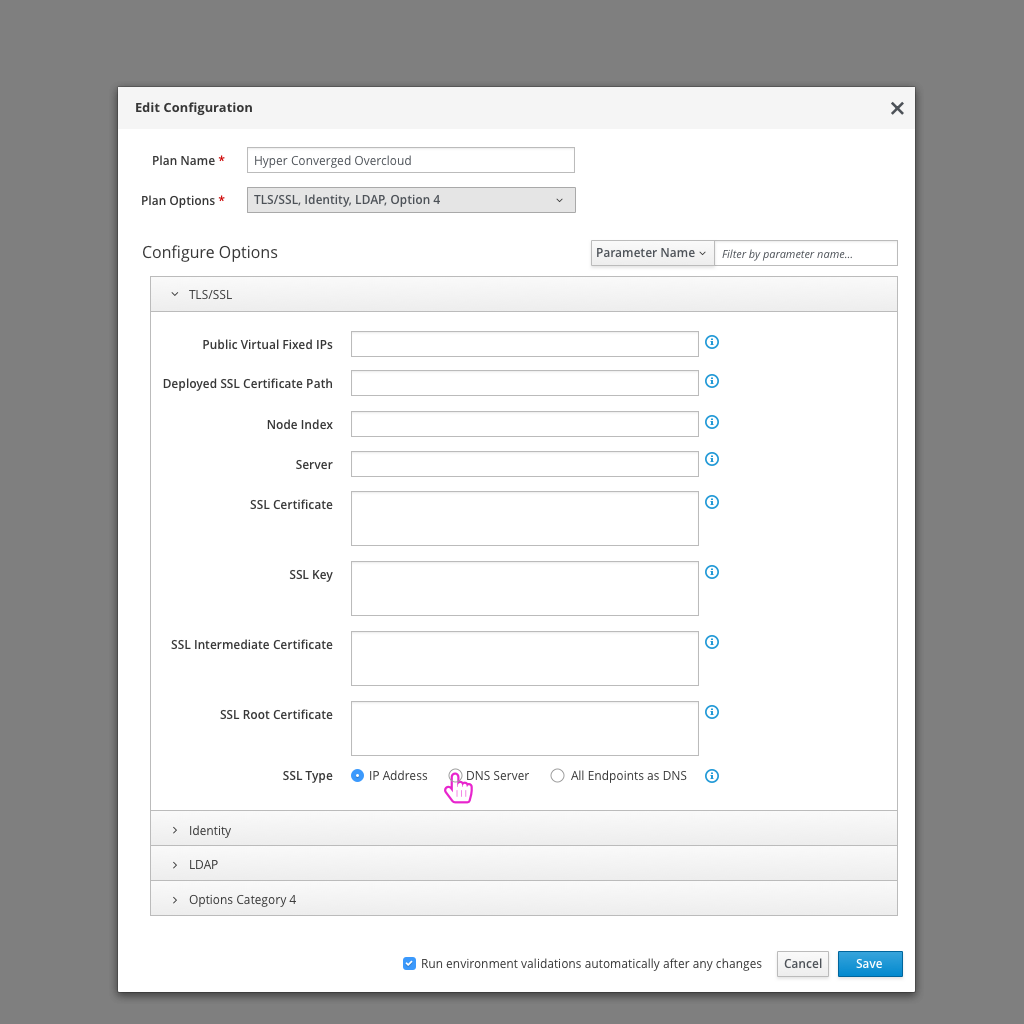 Edit Configuration
Plan Name * Hyper Converged Overcloud
Plan Options * TLS/SSL, Identity, LDAP, Option 4
Configure Options Parameter Name Filter by parameter name...
TLS/SSL
Public Virtual Fixed IPs
Deployed SSL Certificate Path
Node Index
Server
SSL Certificate
SSL Key
SSL Intermediate Certificate
SSL Root Certificate
SSL Type IP Address DNS Server All Endpoints as DNS
Identity
LDAP
Options Category 4
Run environment validations automatically after any changes Cancel Save